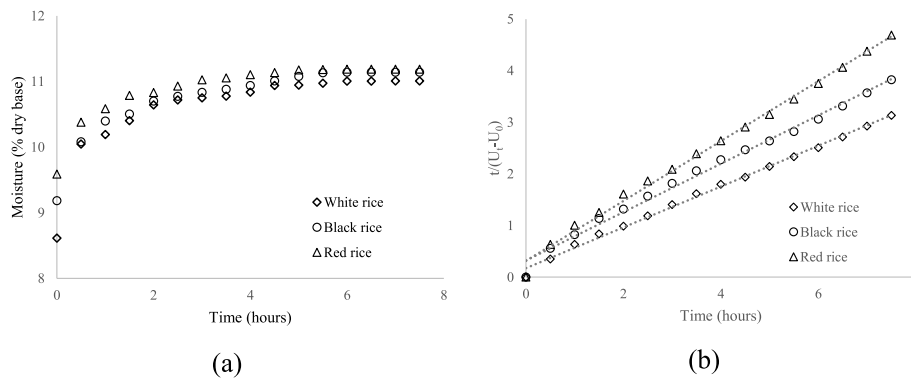 12
11
10
9
8
Moisture (% dry base)
White rice
Black rice
Red rice
0
2
4
6
8
Time (hours)
(a)
5
4
3
2
1
0
t/(Uₜ-U₀)
White rice
Black rice
Red rice
0
2
4
6
Time (hours)
(b)